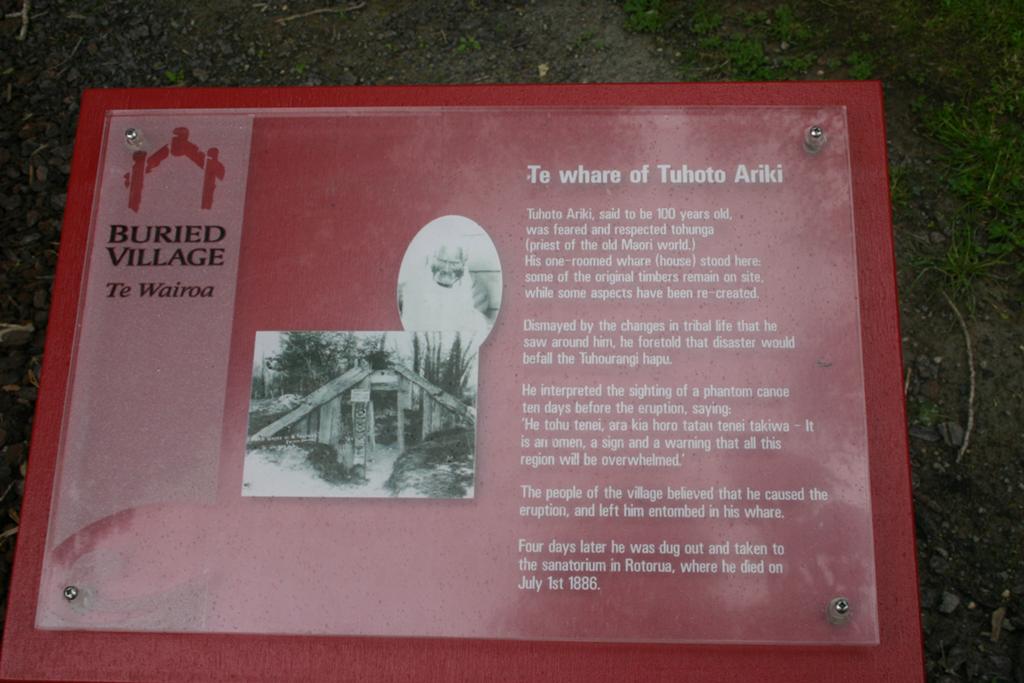 BURIED
VILLAGE
Te Wairoa
Te whare of Tuhoto Ariki
Tuhoto Ariki, said to be 100 years old,
was feared and respected tohunga
(priest of the old Maori world.)
His one-roomed whare (house) stood here:
some of the original timbers remain on site,
while some aspects have been re-created.
Dismayed by the changes in tribal life that he
saw around him, he foretold that disaster would
befall the Tuhourangi hapu.
He interpreted the sighting of a phantom canoe
ten days before the eruption, saying:
'He tohu tenei, ara kia horo tatau tenei takiwa - It
is an omen, a sign and a warning that all this
region will be overwhelmed.'
The people of the village believed that he caused the
eruption, and left him entombed in his whare.
Four days later he was dug out and taken to
the sanatorium in Rotorua, where he died on
July 1st 1886.